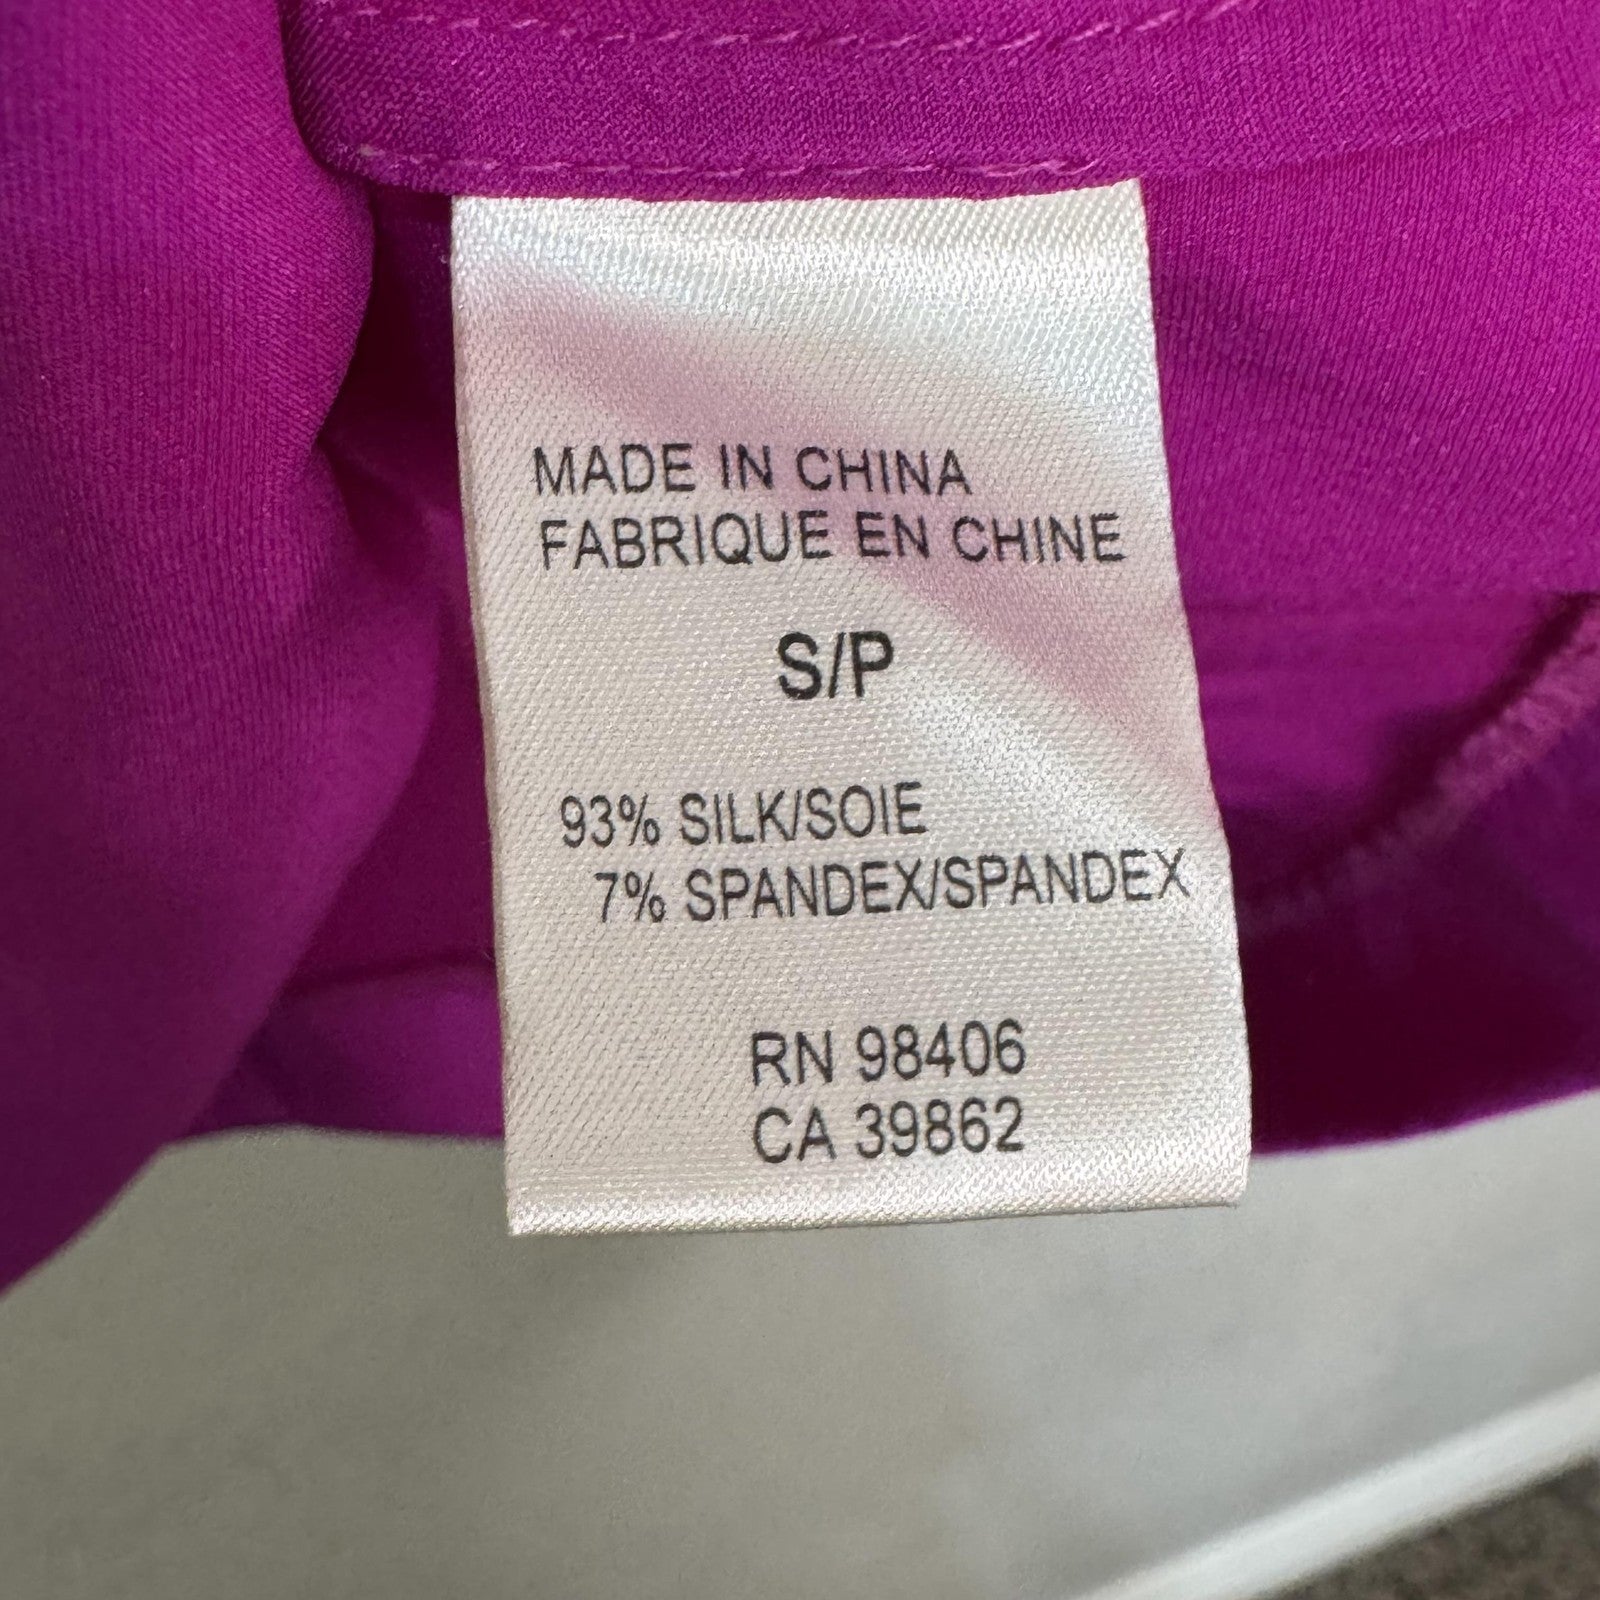 MADE IN CHINA
FABRIQUE EN CHINE
S/P
93% SILK/SOIE
7% SPANDEX/SPANDEX
RN 98406
CA 39862